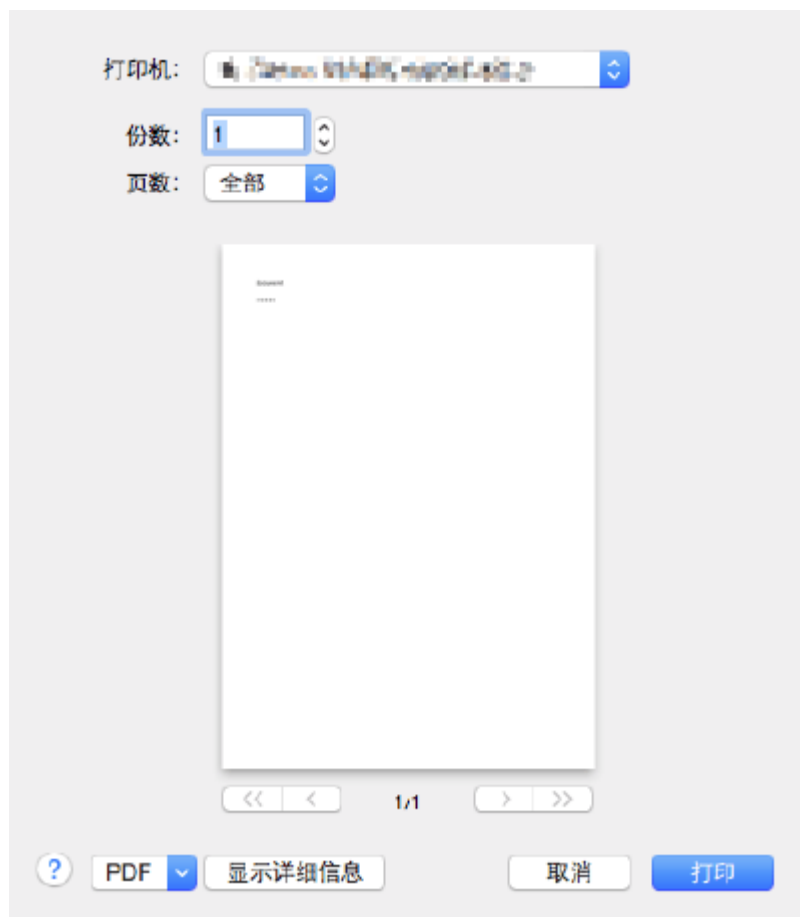 打印机:
份数: 1
页数: 全部
Document
<< < 1/1 > >>
? PDF 显示详细信息 取消 打印